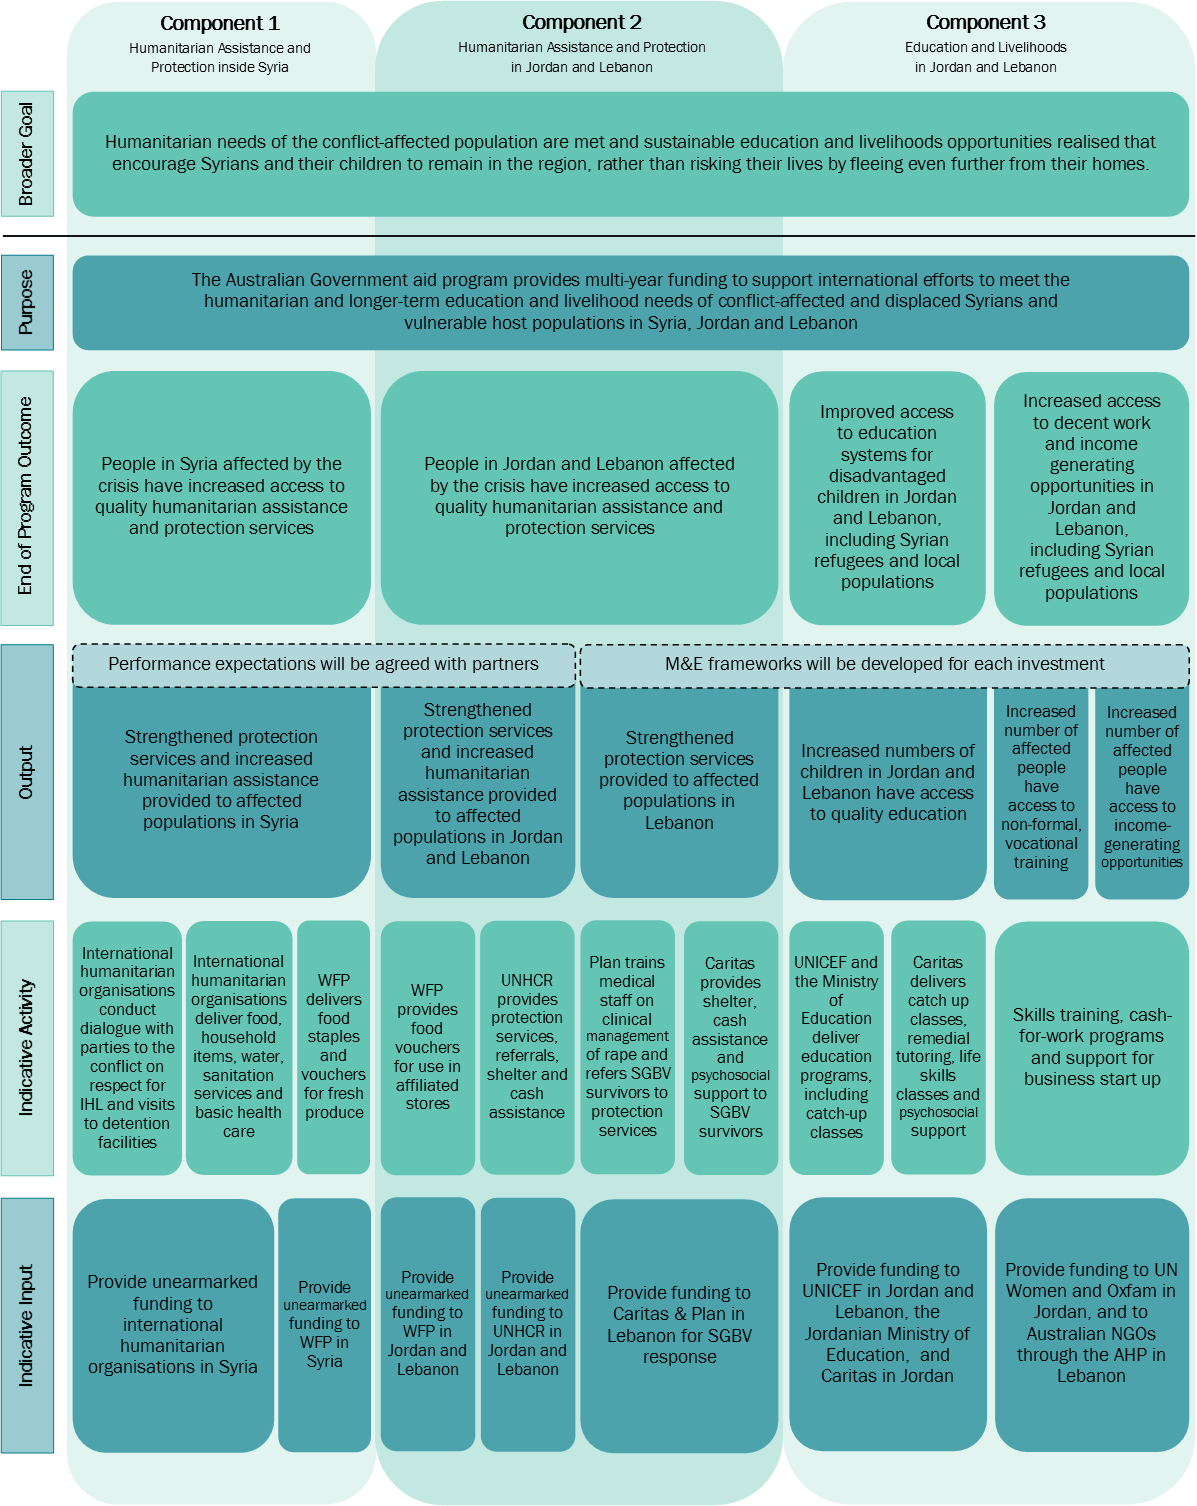 Component 1
Humanitarian Assistance and
Protection inside Syria
Component 2
Humanitarian Assistance and Protection
in Jordan and Lebanon
Component 3
Education and Livelihoods
in Jordan and Lebanon
Broader Goal
Humanitarian needs of the conflict-affected population are met and sustainable education and livelihoods opportunities realised that
encourage Syrians and their children to remain in the region, rather than risking their lives by fleeing even further from their homes.
Purpose
The Australian Government aid program provides multi-year funding to support international efforts to meet the
humanitarian and longer-term education and livelihood needs of conflict-affected and displaced Syrians and
vulnerable host populations in Syria, Jordan and Lebanon
End of Program Outcome
People in Syria affected by the
crisis have increased access to
quality humanitarian assistance
and protection services
People in Jordan and Lebanon affected
by the crisis have increased access to
quality humanitarian assistance and
protection services
Improved access
to education
systems for
disadvantaged
children in Jordan
and Lebanon,
including Syrian
refugees and local
populations
Increased access
to decent work
and income
generating
opportunities in
Jordan and
Lebanon,
including Syrian
refugees and local
populations
Output
Performance expectations will be agreed with partners
M&E frameworks will be developed for each investment
Strengthened protection
services and increased
humanitarian assistance
provided to affected
populations in Syria
Strengthened
protection services
and increased
humanitarian
assistance provided
to affected
populations in Jordan
and Lebanon
Strengthened
protection services
provided to affected
populations in
Lebanon
Increased numbers of
children in Jordan and
Lebanon have access
to quality education
Increased
number of
affected
people
have
access to
non-formal,
vocational
training
Increased
number of
affected
people
have
access to
income-
generating
opportunities
Indicative Activity
International
humanitarian
organisations
conduct
dialogue with
parties to the
conflict on
respect for
IHL and visits
to detention
facilities
International
humanitarian
organisations
deliver food,
household
items, water,
sanitation
services and
basic health
care
WFP
delivers
food
staples
and
vouchers
for fresh
produce
WFP
provides
food
vouchers
for use in
affiliated
stores
UNHCR
provides
protection
services,
referrals,
shelter and
cash
assistance
Plan trains
medical
staff on
clinical
management
of rape and
refers SGBV
survivors to
protection
services
Caritas
provides
shelter,
cash
assistance
and
psychosocial
support to
SGBV
survivors
UNICEF and
the Ministry
of
Education
deliver
education
programs,
including
catch-up
classes
Caritas
delivers
catch up
classes,
remedial
tutoring, life
skills
classes and
psychosocial
support
Skills training, cash-
for-work programs
and support for
business start up
Indicative Input
Provide unearmarked
funding to
international
humanitarian
organisations in Syria
Provide
unearmarked
funding to
WFP in
Syria
Provide
unearmarked
funding to
WFP in
Jordan and
Lebanon
Provide
unearmarked
funding to
UNHCR in
Jordan and
Lebanon
Provide funding to
Caritas & Plan in
Lebanon for SGBV
response
Provide funding to
UNICEF in Jordan and
Lebanon, the
Jordanian Ministry of
Education, and
Caritas in Jordan
Provide funding to UN
Women and Oxfam in
Jordan, and to
Australian NGOs
through the AHP in
Lebanon